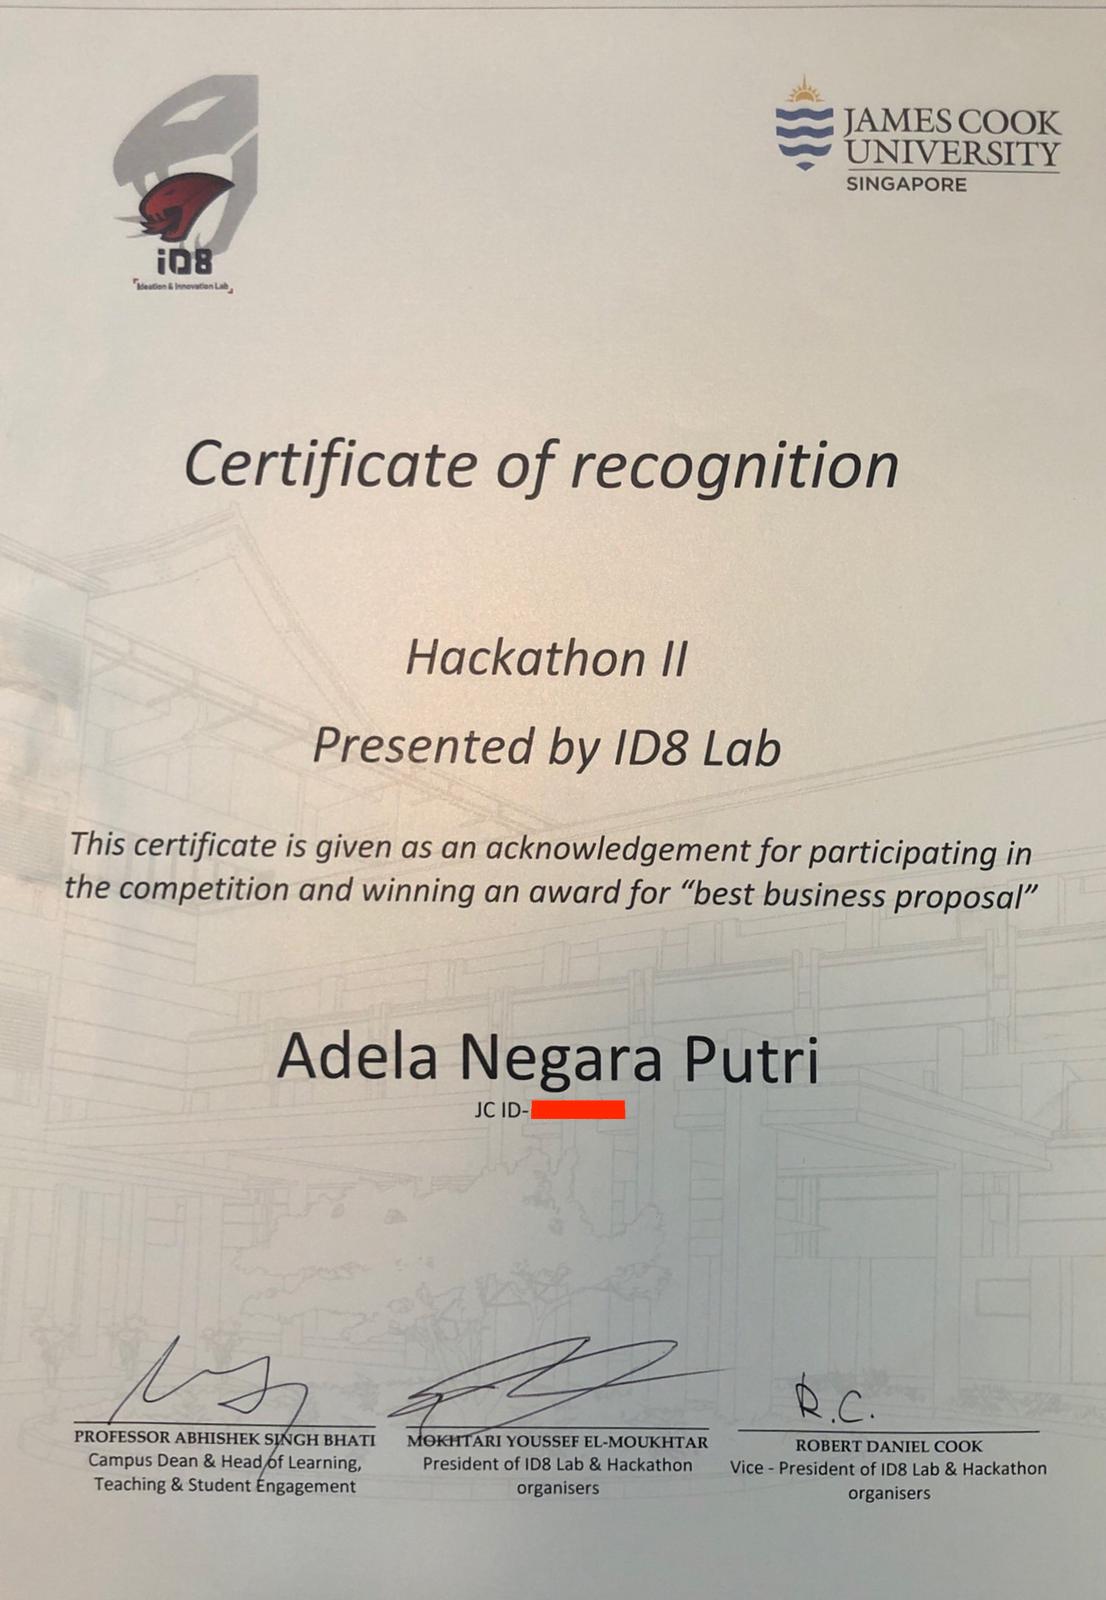 iD8
Ideation & Innovation Lab
JAMES COOK
UNIVERSITY
SINGAPORE
Certificate of recognition
Hackathon II
Presented by ID8 Lab
This certificate is given as an acknowledgement for participating in
the competition and winning an award for “best business proposal”
Adela Negara Putri
JC ID-
R.C.
PROFESSOR ABHISHEK SINGH BHATI
Campus Dean & Head of Learning,
Teaching & Student Engagement
MOKHTARI YOUSSEF EL-MOUKHTAR
President of ID8 Lab & Hackathon
organisers
ROBERT DANIEL COOK
Vice - President of ID8 Lab & Hackathon
organisers